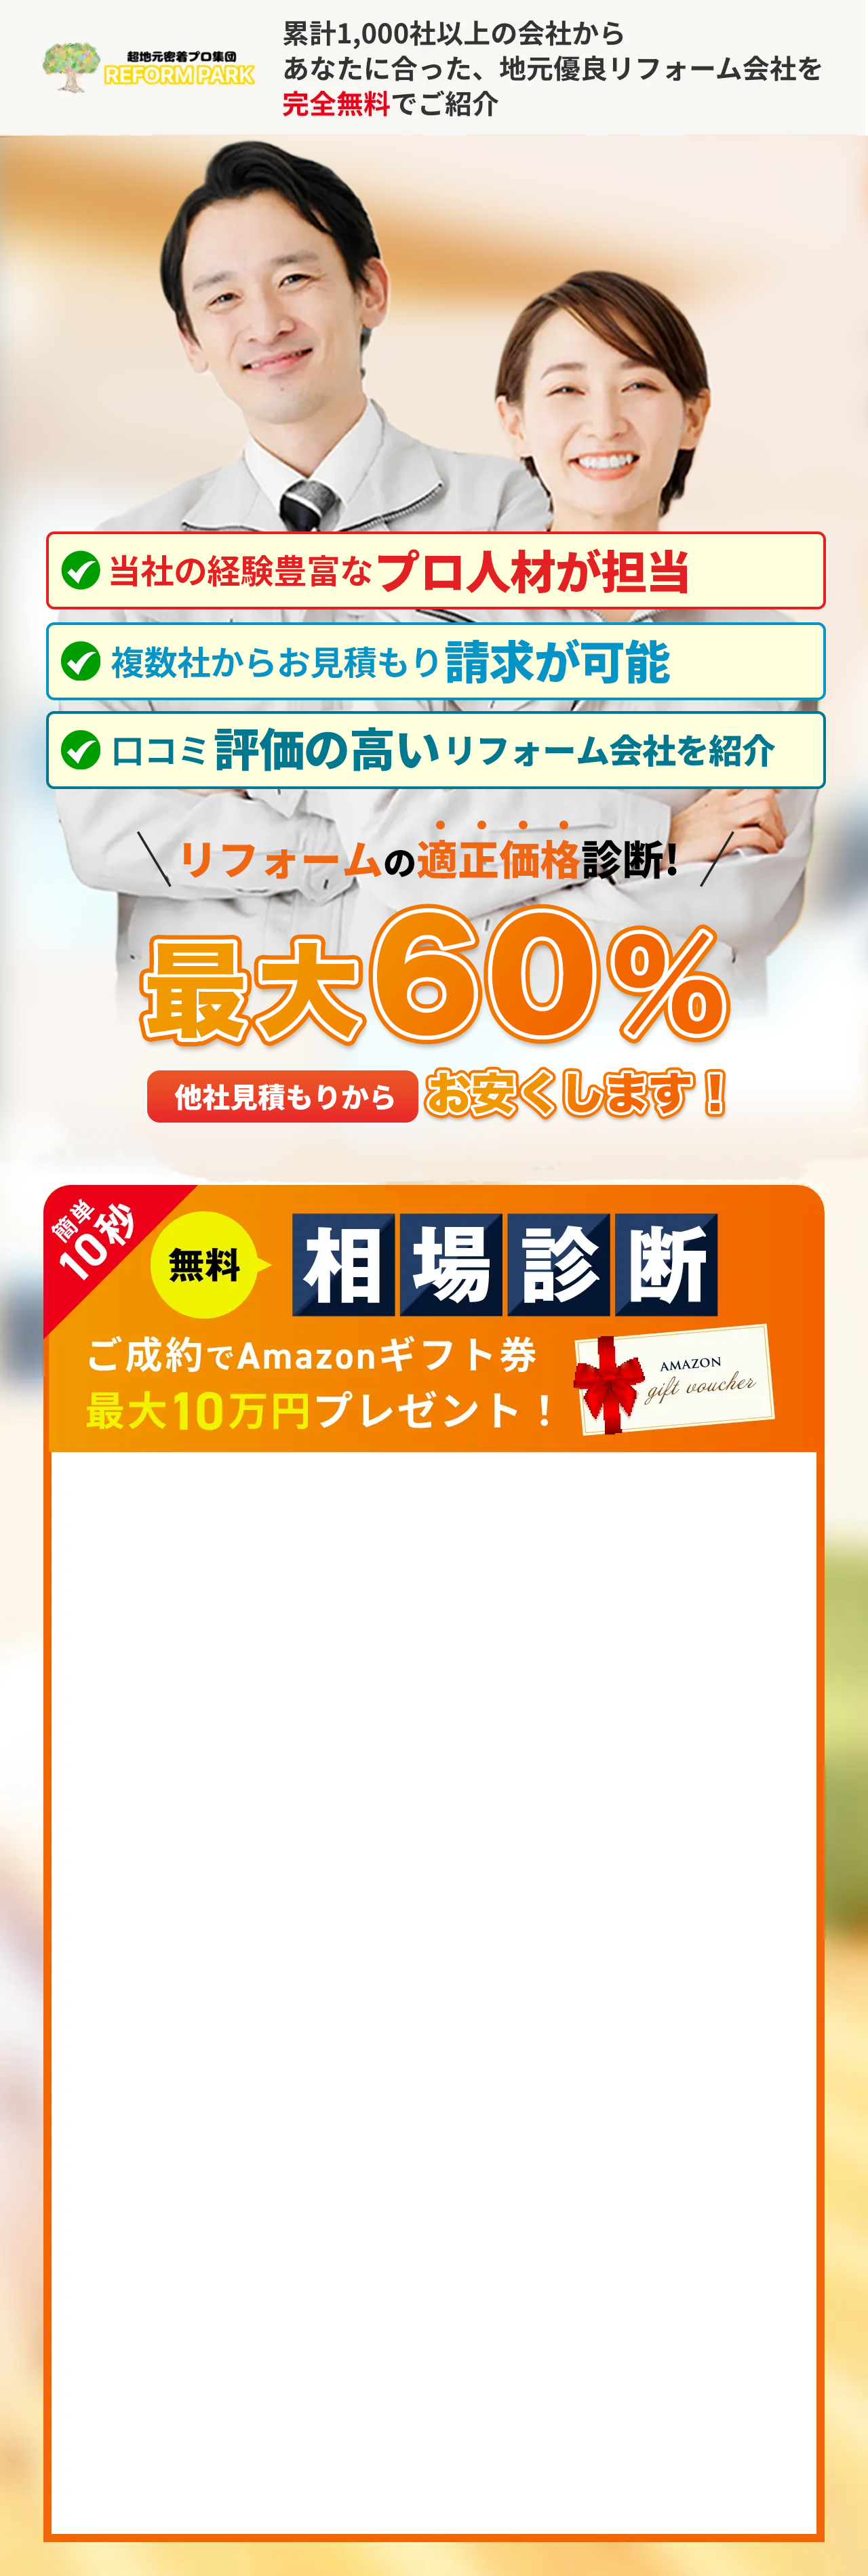 超地元密着プロ集団
REFORM PARK
累計1,000社以上の会社から
あなたに合った、地元優良リフォーム会社を
完全無料でご紹介
当社の経験豊富なプロ人材が担当
複数社からお見積もり請求が可能
口コミ評価の高いリフォーム会社を紹介
リフォームの適正価格診断!
最大60%
他社見積もりから お安くします!
簡単
10秒
無料
相場診断
ご成約でAmazonギフト券
最大10万円プレゼント!
AMAZON
gift voucher